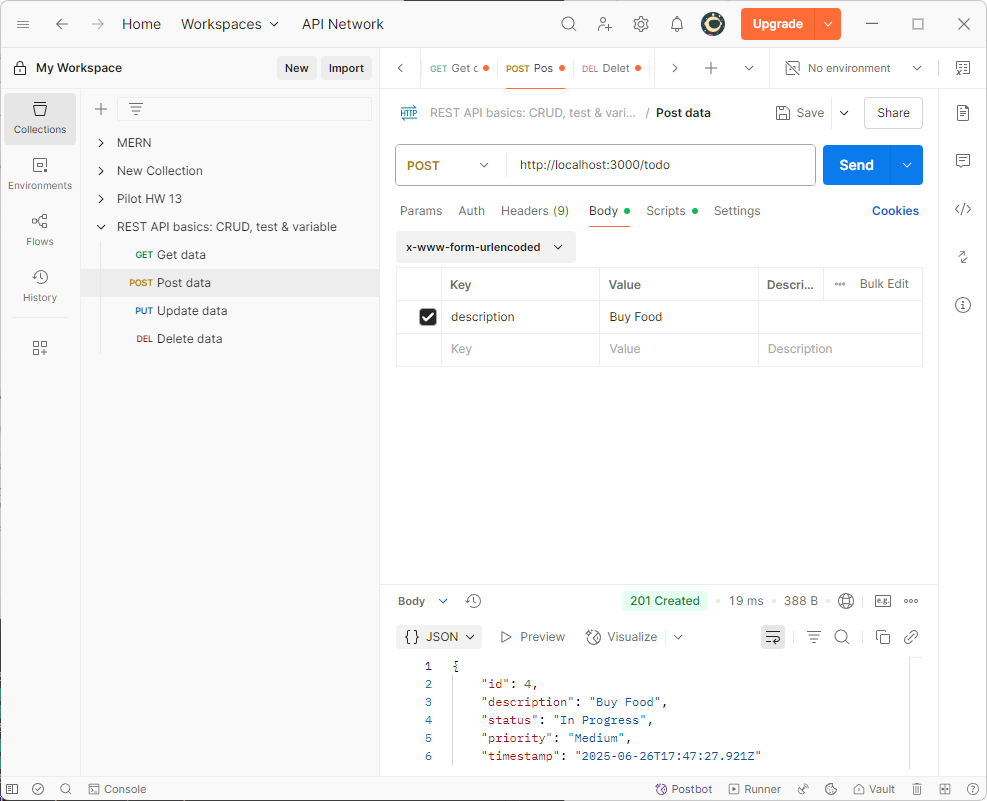 Home Workspaces API Network Upgrade
My Workspace New Import
GET Get c POST Pos DEL Delet No environment
Collections
Environments
Flows
History
MERN
New Collection
Pilot HW 13
REST API basics: CRUD, test & variable
GET Get data
POST Post data
PUT Update data
DEL Delete data
HTTP REST API basics: CRUD, test & vari... / Post data Save Share
POST http://localhost:3000/todo Send
Params Auth Headers (9) Body Scripts Settings Cookies
x-www-form-urlencoded
Key Value Descri... Bulk Edit
description Buy Food
Key Value Description
Body 201 Created 19 ms 388 B e.g.
{} JSON Preview Visualize
1 {
2 "id": 4,
3 "description": "Buy Food",
4 "status": "In Progress",
5 "priority": "Medium",
6 "timestamp": "2025-06-26T17:47:27.921Z"
Console Postbot Runner Vault